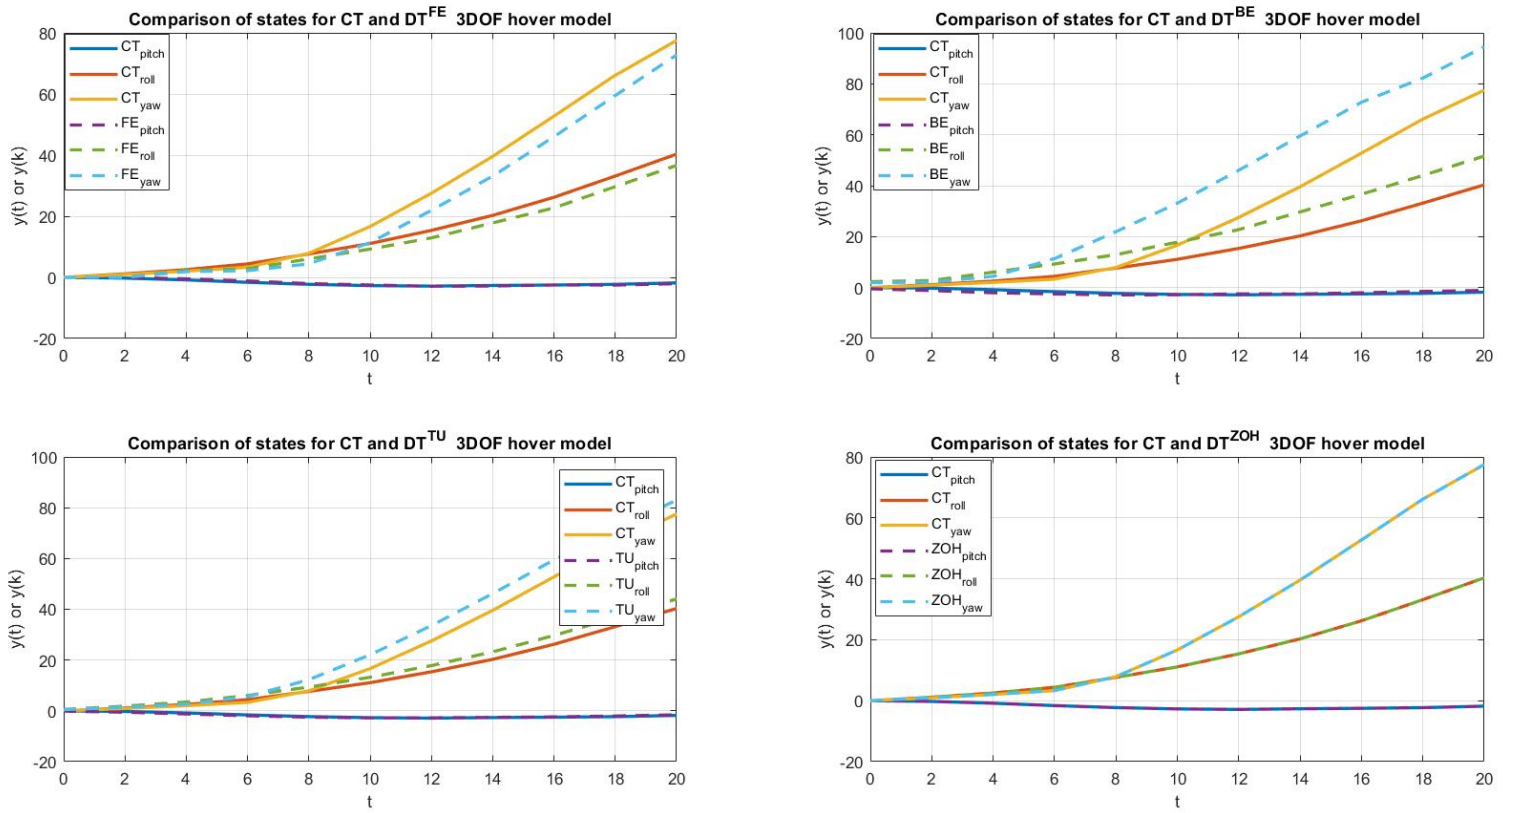 Comparison of states for CT and DT^FE 3DOF hover model
80
60
40
20
0
-20
y(t) or y(k)
CT_pitch
CT_roll
CT_yaw
FE_pitch
FE_roll
FE_yaw
0 2 4 6 8 10 12 14 16 18 20
t
Comparison of states for CT and DT^BE 3DOF hover model
100
80
60
40
20
0
-20
y(t) or y(k)
CT_pitch
CT_roll
CT_yaw
BE_pitch
BE_roll
BE_yaw
0 2 4 6 8 10 12 14 16 18 20
t
Comparison of states for CT and DT^TU 3DOF hover model
100
80
60
40
20
0
-20
y(t) or y(k)
CT_pitch
CT_roll
CT_yaw
TU_pitch
TU_roll
TU_yaw
0 2 4 6 8 10 12 14 16 18 20
t
Comparison of states for CT and DT^ZOH 3DOF hover model
80
60
40
20
0
-20
y(t) or y(k)
CT_pitch
CT_roll
CT_yaw
ZOH_pitch
ZOH_roll
ZOH_yaw
0 2 4 6 8 10 12 14 16 18 20
t